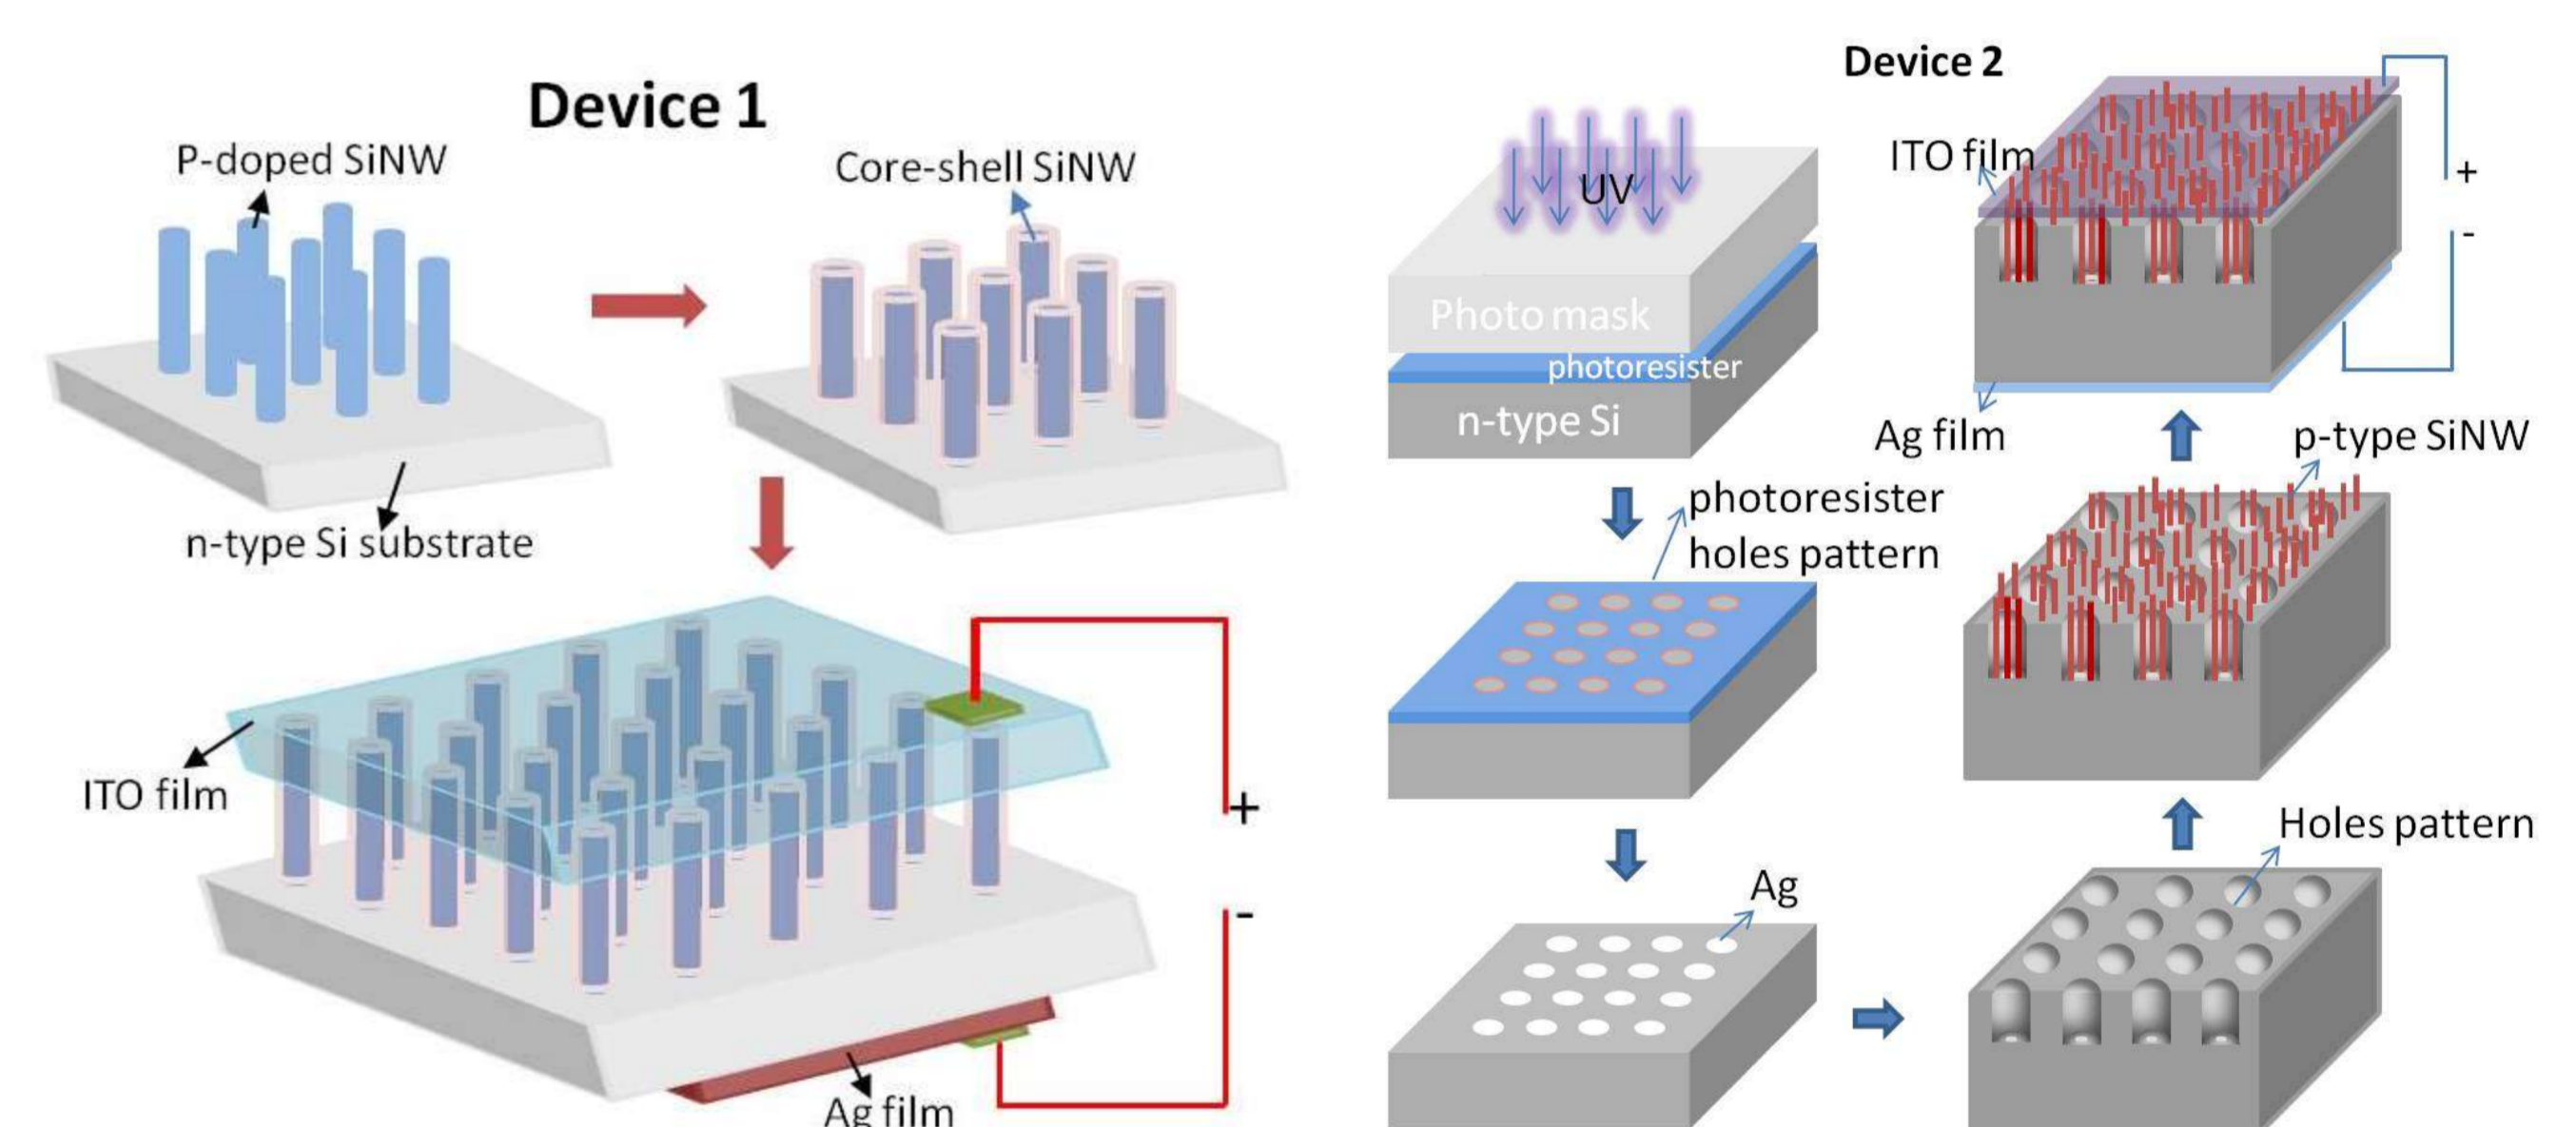 Device 1
P-doped SiNW
Core-shell SiNW
n-type Si substrate
ITO film
+
-
Ag film
Device 2
UV
Photo mask
photoresister
n-type Si
photoresister
holes pattern
Ag
Holes pattern
p-type SiNW
ITO film
+
-
Ag film